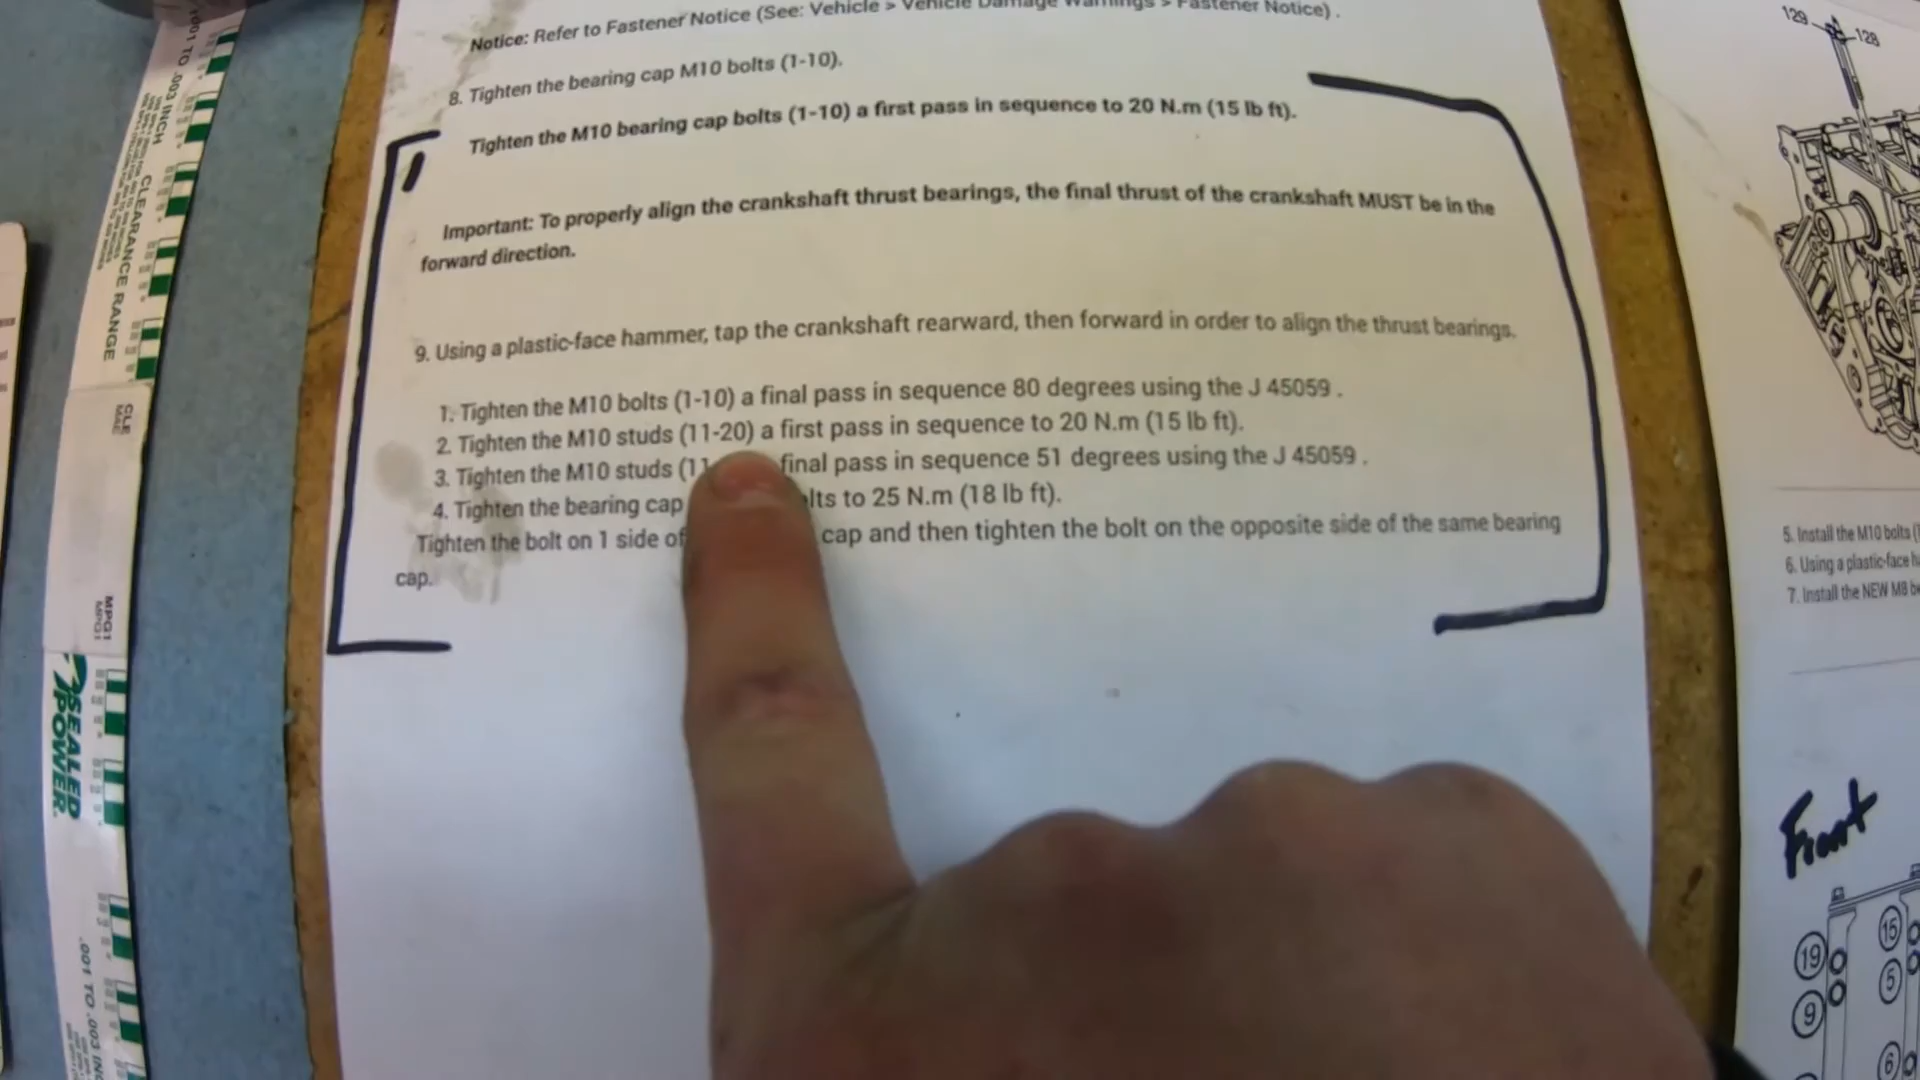 Notice: Refer to Fastener Notice (See: Vehicle > Vehicle Damage Warnings > Fastener Notice) .
8. Tighten the bearing cap M10 bolts (1-10).
Tighten the M10 bearing cap bolts (1-10) a first pass in sequence to 20 N.m (15 lb ft).
Important: To properly align the crankshaft thrust bearings, the final thrust of the crankshaft MUST be in the
forward direction.
9. Using a plastic-face hammer, tap the crankshaft rearward, then forward in order to align the thrust bearings.
1. Tighten the M10 bolts (1-10) a final pass in sequence 80 degrees using the J 45059 .
2. Tighten the M10 studs (11-20) a first pass in sequence to 20 N.m (15 lb ft).
3. Tighten the M10 studs (11 final pass in sequence 51 degrees using the J 45059 .
4. Tighten the bearing cap lts to 25 N.m (18 lb ft).
Tighten the bolt on 1 side of cap and then tighten the bolt on the opposite side of the same bearing
cap.
.001 TO .003 INCH
CLEARANCE RANGE
MPG1
MPG1
SEALED
POWER
.001 TO .003 IN
129
128
5. Install the M10 bolts
6. Using a plastic-face
7. Install the NEW M8
Front
19
15
5
9
6